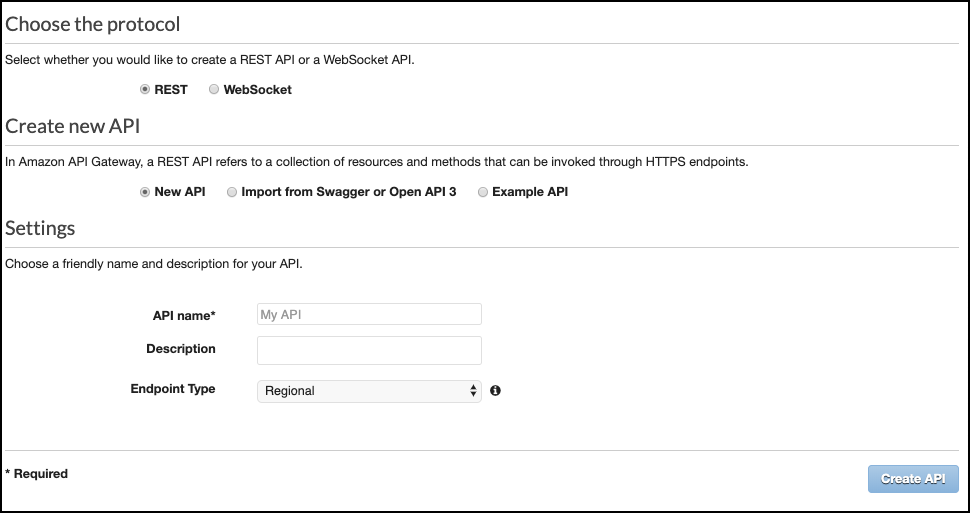 Choose the protocol
Select whether you would like to create a REST API or a WebSocket API.
REST WebSocket
Create new API
In Amazon API Gateway, a REST API refers to a collection of resources and methods that can be invoked through HTTPS endpoints.
New API Import from Swagger or Open API 3 Example API
Settings
Choose a friendly name and description for your API.
API name* My API
Description
Endpoint Type Regional
* Required Create API